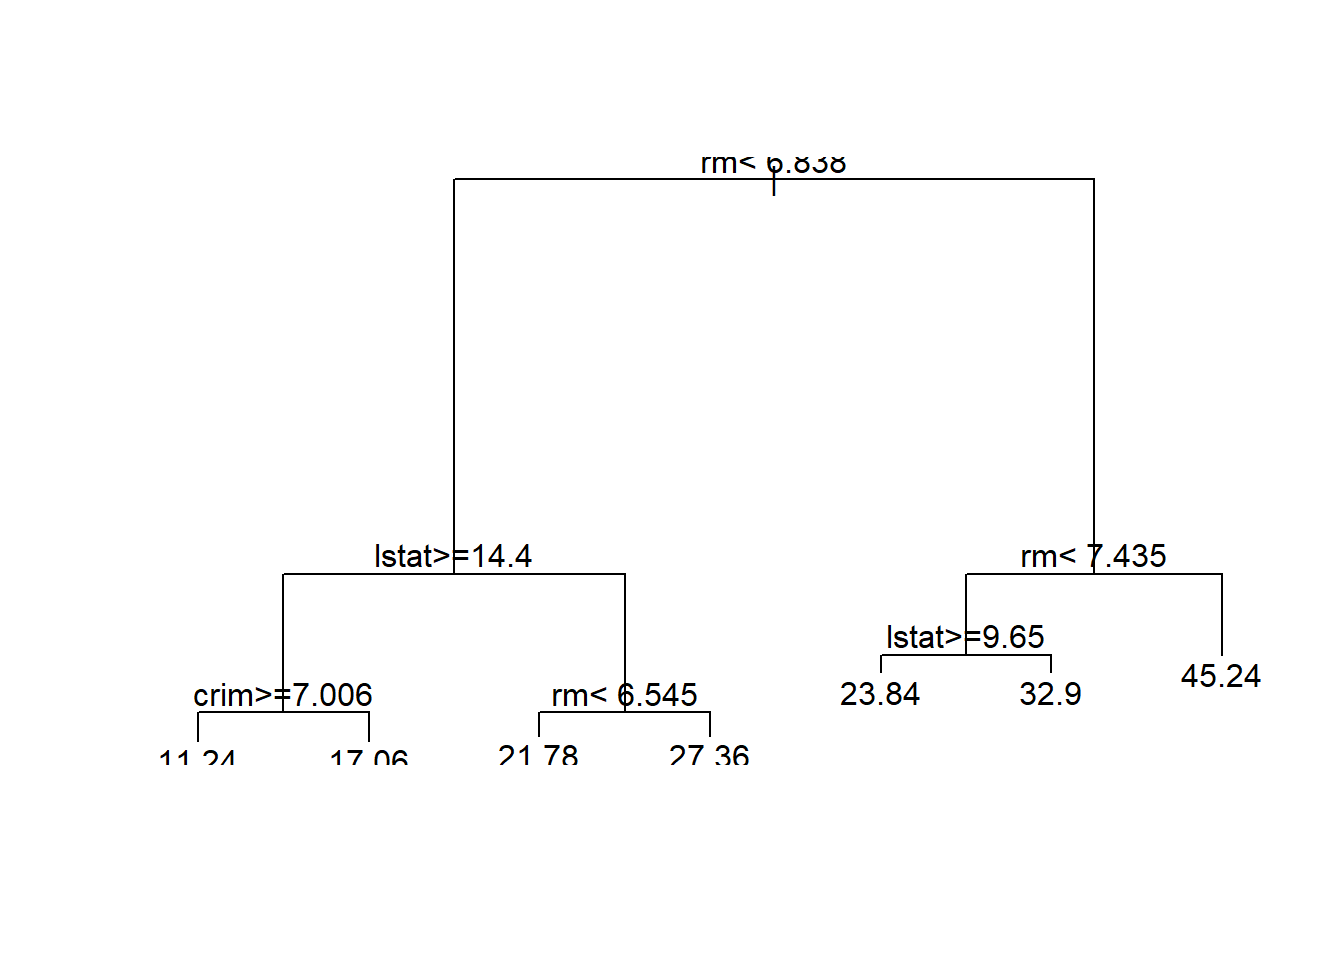 rm< 6.838
lstat>=14.4
rm< 7.435
lstat>=9.65
crim>=7.006
rm< 6.545
23.84
32.9
45.24
11.24
17.06
21.78
27.36